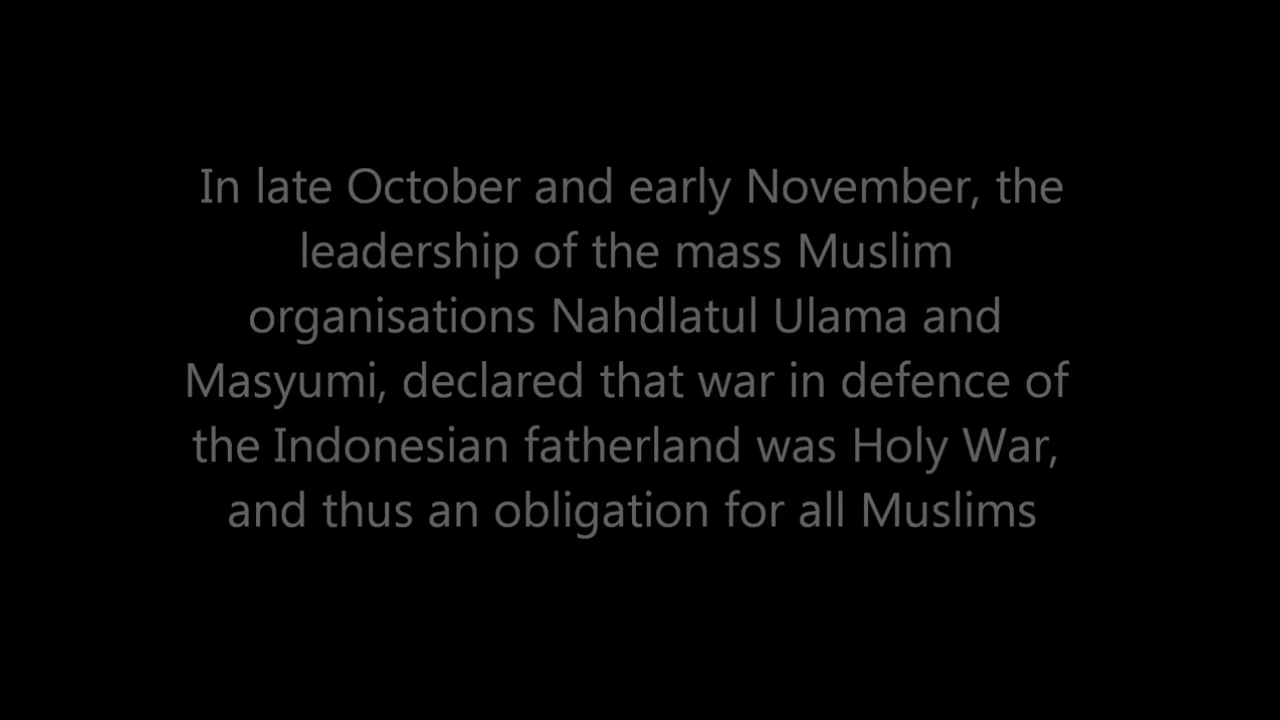 In late October and early November, the
leadership of the mass Muslim
organisations Nahdlatul Ulama and
Masyumi, declared that war in defence of
the Indonesian fatherland was Holy War,
and thus an obligation for all Muslims